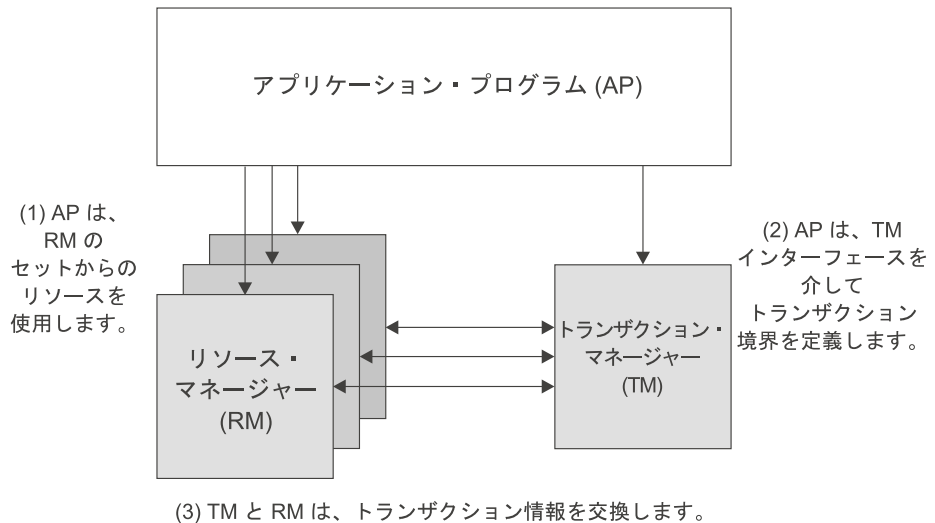 アプリケーション・プログラム (AP)
(1) AP は、
RM の
セットからの
リソースを
使用します。
(2) AP は、TM
インターフェースを
介して
トランザクション
境界を定義します。
リソース・
マネージャー
(RM)
トランザクション・
マネージャー
(TM)
(3) TM と RM は、トランザクション情報を交換します。